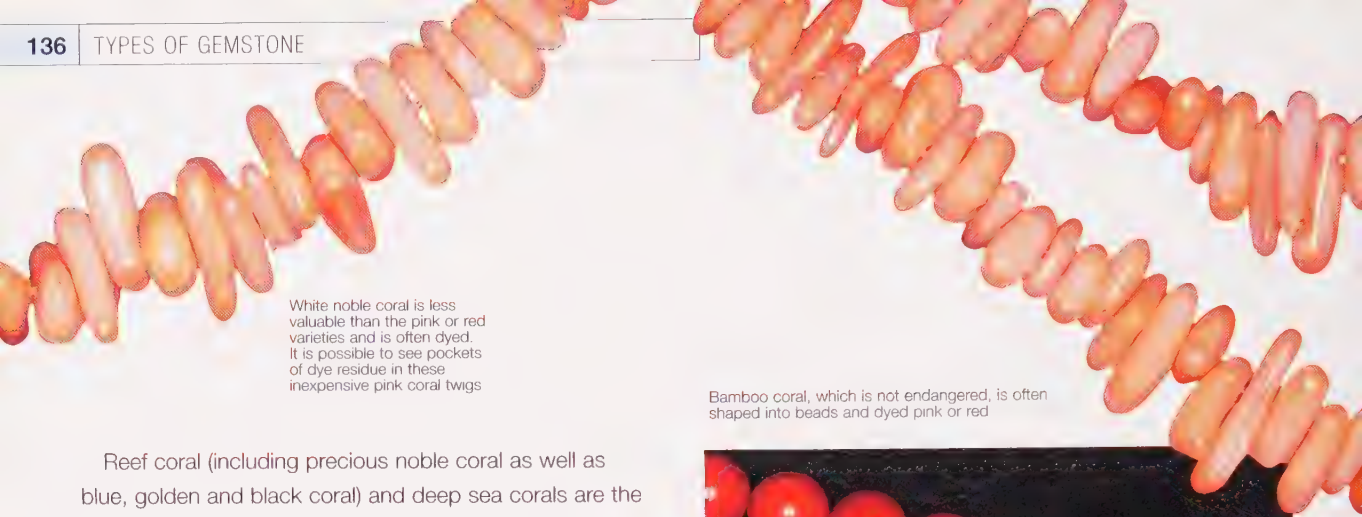 136 TYPES OF GEMSTONE
White noble coral is less
valuable than the pink or red
varieties and is often dyed.
It is possible to see pockets
of dye residue in these
inexpensive pink coral twigs
Bamboo coral, which is not endangered, is often
shaped into beads and dyed pink or red
Reef coral (including precious noble coral as well as
blue, golden and black coral) and deep sea corals are the